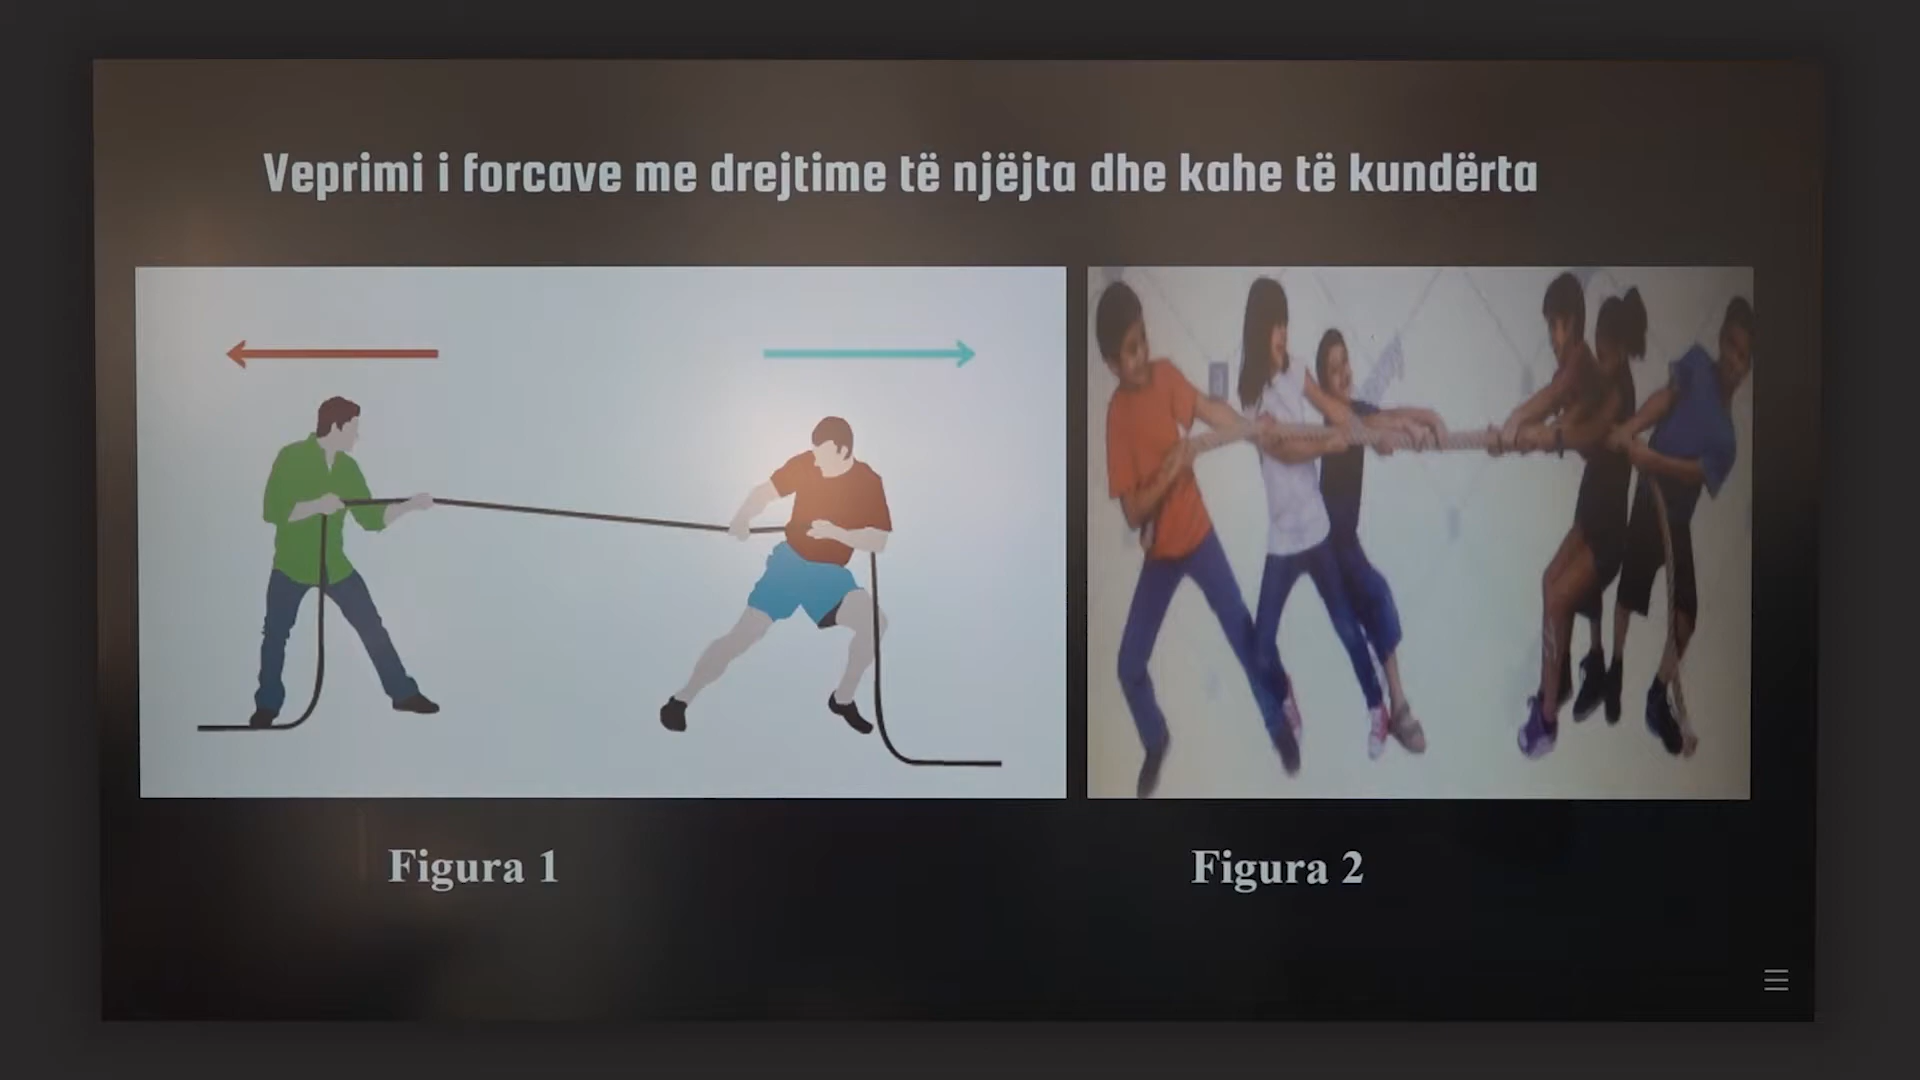 Veprimi i forcave me drejtime të njëjta dhe kahe të kundërta
Figura 1
Figura 2